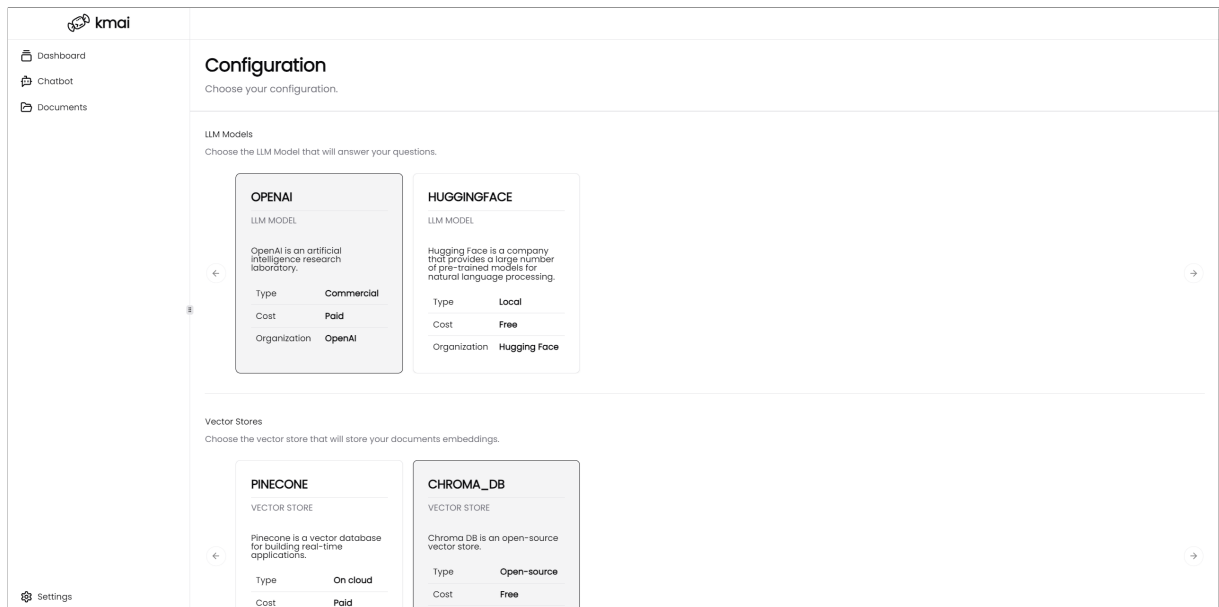 kmai
Dashboard
Chatbot
Documents
Settings
Configuration
Choose your configuration.
LLM Models
Choose the LLM Model that will answer your questions.
OPENAI
LLM MODEL
OpenAI is an artificial
intelligence research
laboratory.
Type Commercial
Cost Paid
Organization OpenAI
HUGGINGFACE
LLM MODEL
Hugging Face is a company
that provides a large number
of pre-trained models for
natural language processing.
Type Local
Cost Free
Organization Hugging Face
Vector Stores
Choose the vector store that will store your documents embeddings.
PINECONE
VECTOR STORE
Pinecone is a vector database
for building real-time
applications.
Type On cloud
Cost Paid
CHROMA_DB
VECTOR STORE
Chroma DB is an open-source
vector store.
Type Open-source
Cost Free